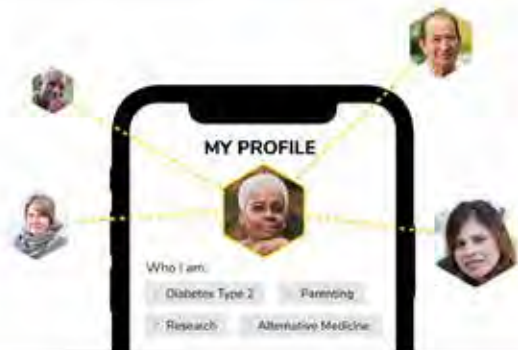 MY PROFILE
Who I am:
Diabetes Type 2 Parenting
Research Alternative Medicine